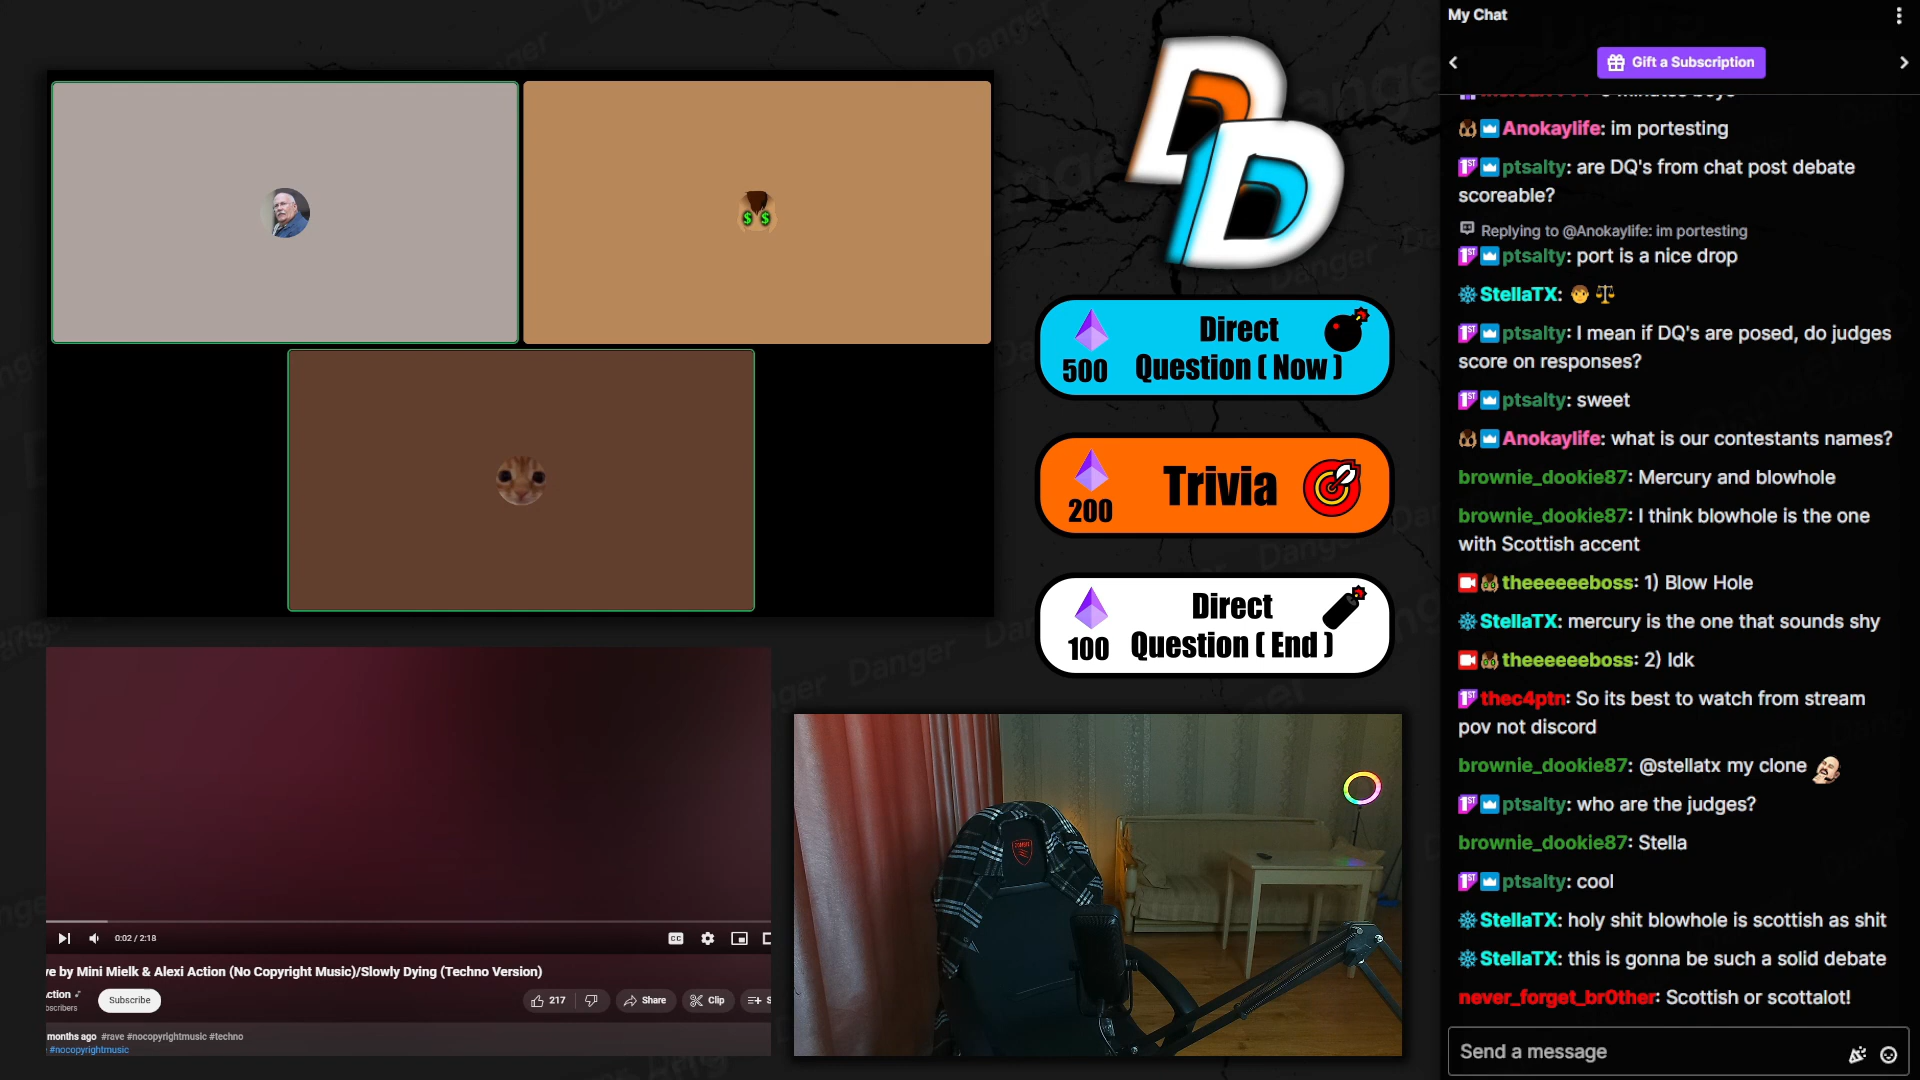 My Chat
Gift a Subscription
Anokaylife: im portesting
ptsalty: are DQ's from chat post debate
scoreable?
Replying to @Anokaylife: im portesting
ptsalty: port is a nice drop
StellaTX:
ptsalty: I mean if DQ's are posed, do judges
score on responses?
ptsalty: sweet
Anokaylife: what is our contestants names?
brownie_dookie87: Mercury and blowhole
brownie_dookie87: I think blowhole is the one
with Scottish accent
theeeeeeboss: 1) Blow Hole
StellaTX: mercury is the one that sounds shy
theeeeeeboss: 2) Idk
thec4ptn: So its best to watch from stream
pov not discord
brownie_dookie87: @stellatx my clone
ptsalty: who are the judges?
brownie_dookie87: Stella
ptsalty: cool
StellaTX: holy shit blowhole is scottish as shit
StellaTX: this is gonna be such a solid debate
never_forget_br0ther: Scottish or scottalot!
Send a message
DD
500
Direct
Question ( Now )
200
Trivia
100
Direct
Question ( End )
0:02 / 2:18
CC
ve by Mini Mielk & Alexi Action (No Copyright Music)/Slowly Dying (Techno Version)
ction
bscribers
Subscribe
217
Share
Clip
S
months ago #rave #nocopyrightmusic #techno
#nocopyrightmusic